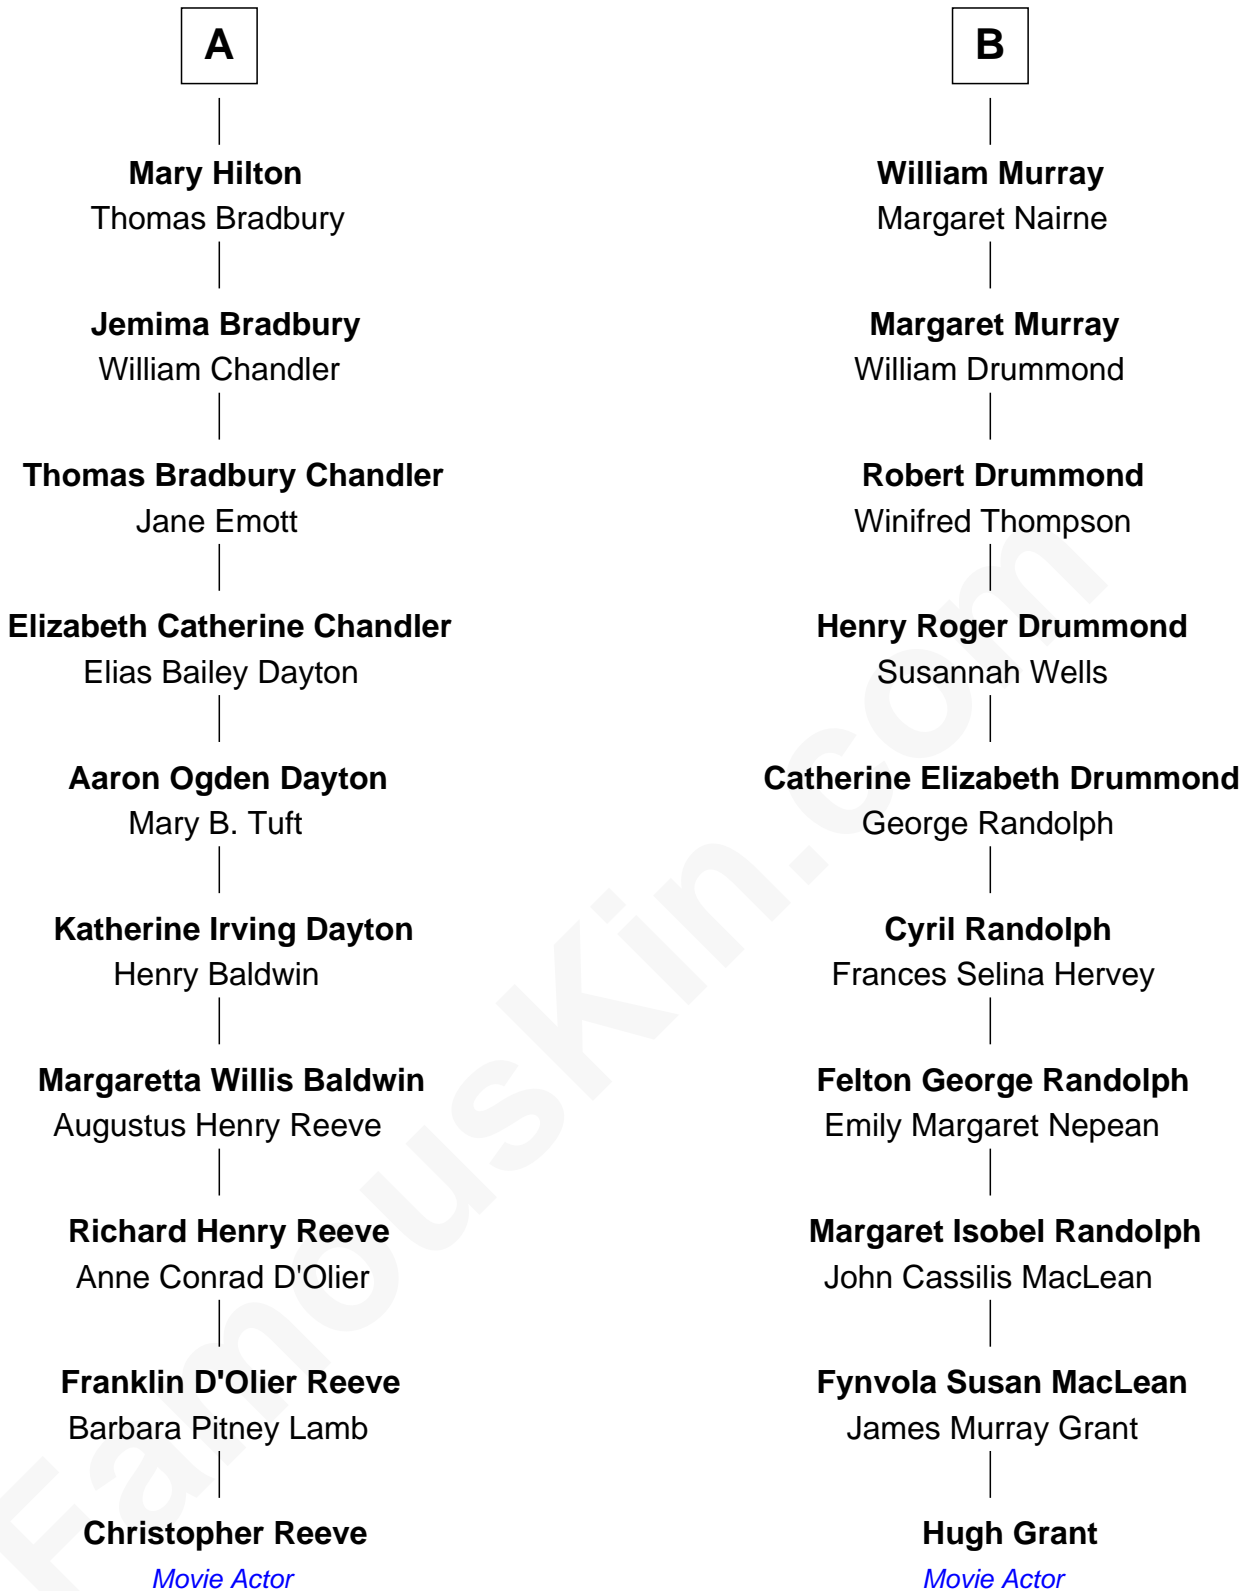 A
Mary Hilton
Thomas Bradbury
Jemima Bradbury
William Chandler
Thomas Bradbury Chandler
Jane Emott
Elizabeth Catherine Chandler
Elias Bailey Dayton
Aaron Ogden Dayton
Mary B. Tuft
Katherine Irving Dayton
Henry Baldwin
Margaretta Willis Baldwin
Augustus Henry Reeve
Richard Henry Reeve
Anne Conrad D'Olier
Franklin D'Olier Reeve
Barbara Pitney Lamb
Christopher Reeve
Movie Actor
B
William Murray
Margaret Nairne
Margaret Murray
William Drummond
Robert Drummond
Winifred Thompson
Henry Roger Drummond
Susannah Wells
Catherine Elizabeth Drummond
George Randolph
Cyril Randolph
Frances Selina Hervey
Felton George Randolph
Emily Margaret Nepean
Margaret Isobel Randolph
John Cassilis MacLean
Fynvola Susan MacLean
James Murray Grant
Hugh Grant
Movie Actor
FamousKin.com